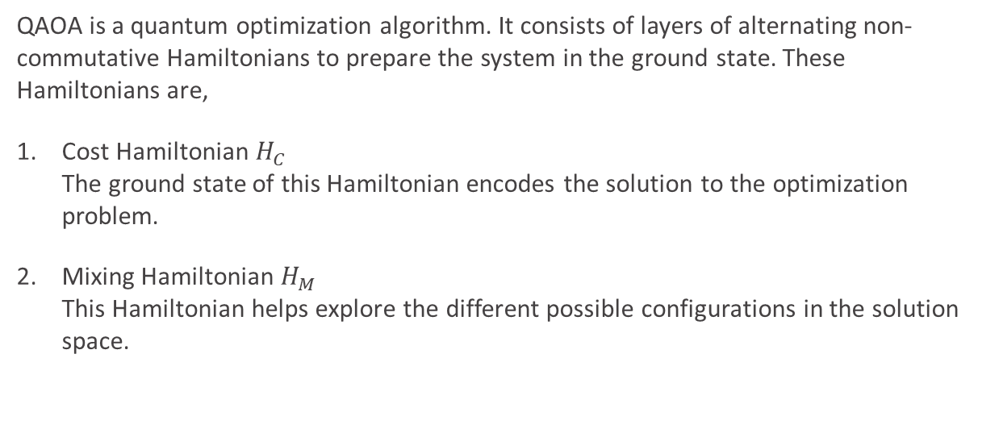 QAOA is a quantum optimization algorithm. It consists of layers of alternating non-
commutative Hamiltonians to prepare the system in the ground state. These
Hamiltonians are,
1. Cost Hamiltonian H_C
The ground state of this Hamiltonian encodes the solution to the optimization
problem.
2. Mixing Hamiltonian H_M
This Hamiltonian helps explore the different possible configurations in the solution
space.